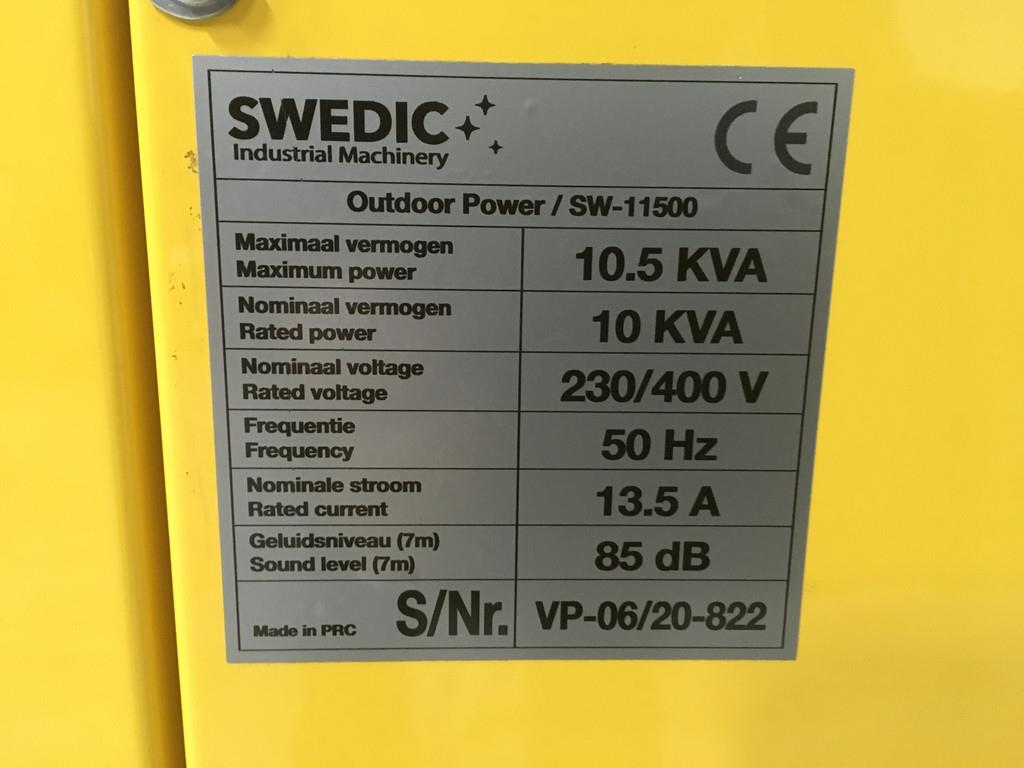 SWEDIC
Industrial Machinery
CE
Outdoor Power / SW-11500
Maximaal vermogen
Maximum power
10.5 KVA
Nominaal vermogen
Rated power
10 KVA
Nominaal voltage
Rated voltage
230/400 V
Frequentie
Frequency
50 Hz
Nominale stroom
Rated current
13.5 A
Geluidsniveau (7m)
Sound level (7m)
85 dB
Made in PRC
S/Nr.
VP-06/20-822